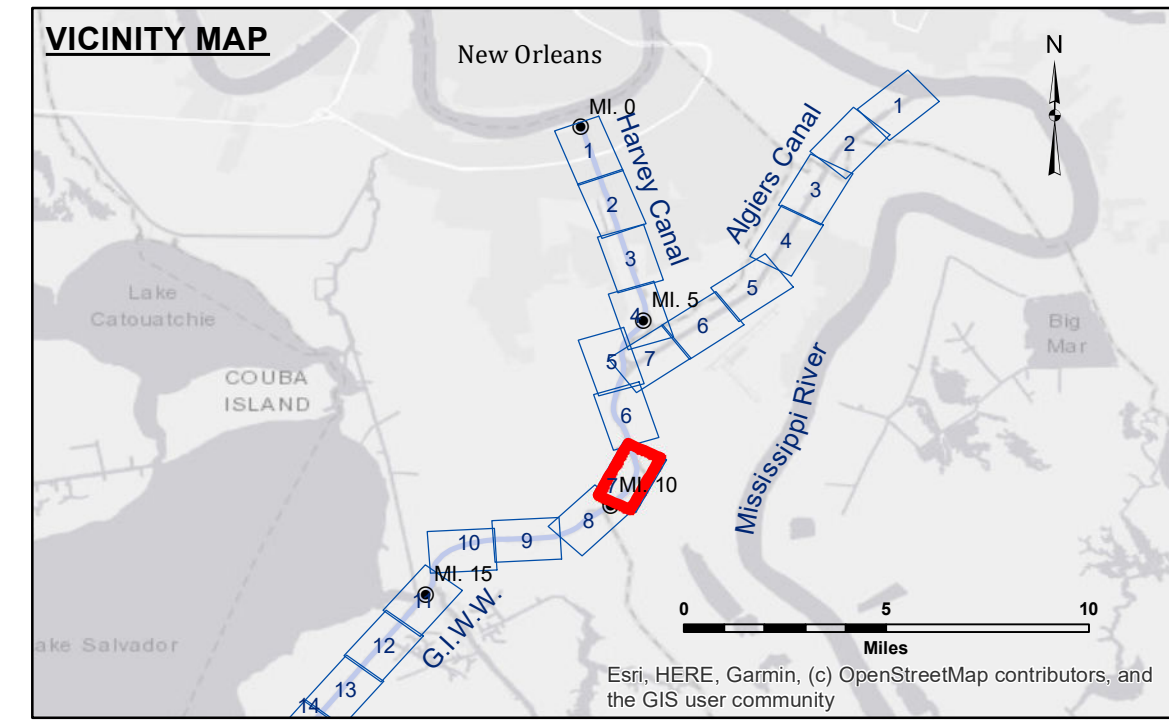 VICINITY MAP
New Orleans
N
MI. 0
Harvey Canal
1
2
3
4
MI. 5
5
6
7
MI. 10
8
9
10
MI. 15
11
G.I.W.W.
12
13
14
Algiers Canal
1
2
3
4
5
6
7
Mississippi River
Lake
Catouatchie
COUBA
ISLAND
Big
Mar
ake Salvador
0 5 10
Miles
Esri, HERE, Garmin, (c) OpenStreetMap contributors, and
the GIS user community